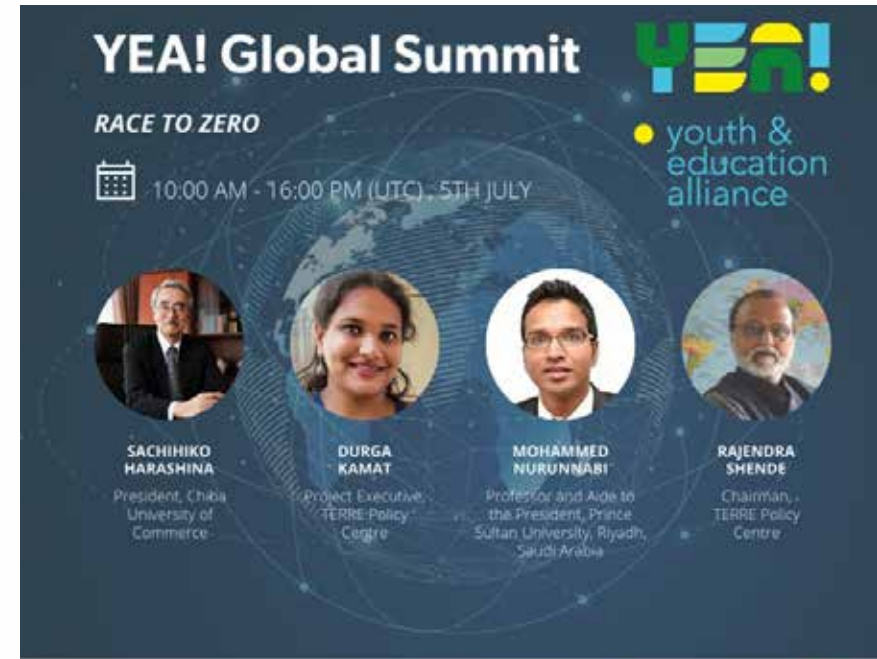 YEA! Global Summit
YEA!
RACE TO ZERO
youth &
education
alliance
10:00 AM - 16:00 PM (UTC) , 5TH JULY
SACHIHIKO
HARASHINA
President, Chiba
University of
Commerce
DURGA
KAMAT
Project Executive,
TERRE Policy
Centre
MOHAMMED
NURUNNABI
Professor and Aide to
the President, Prince
Sultan University, Riyadh,
Saudi Arabia
RAJENDRA
SHENDE
Chairman,
TERRE Policy
Centre